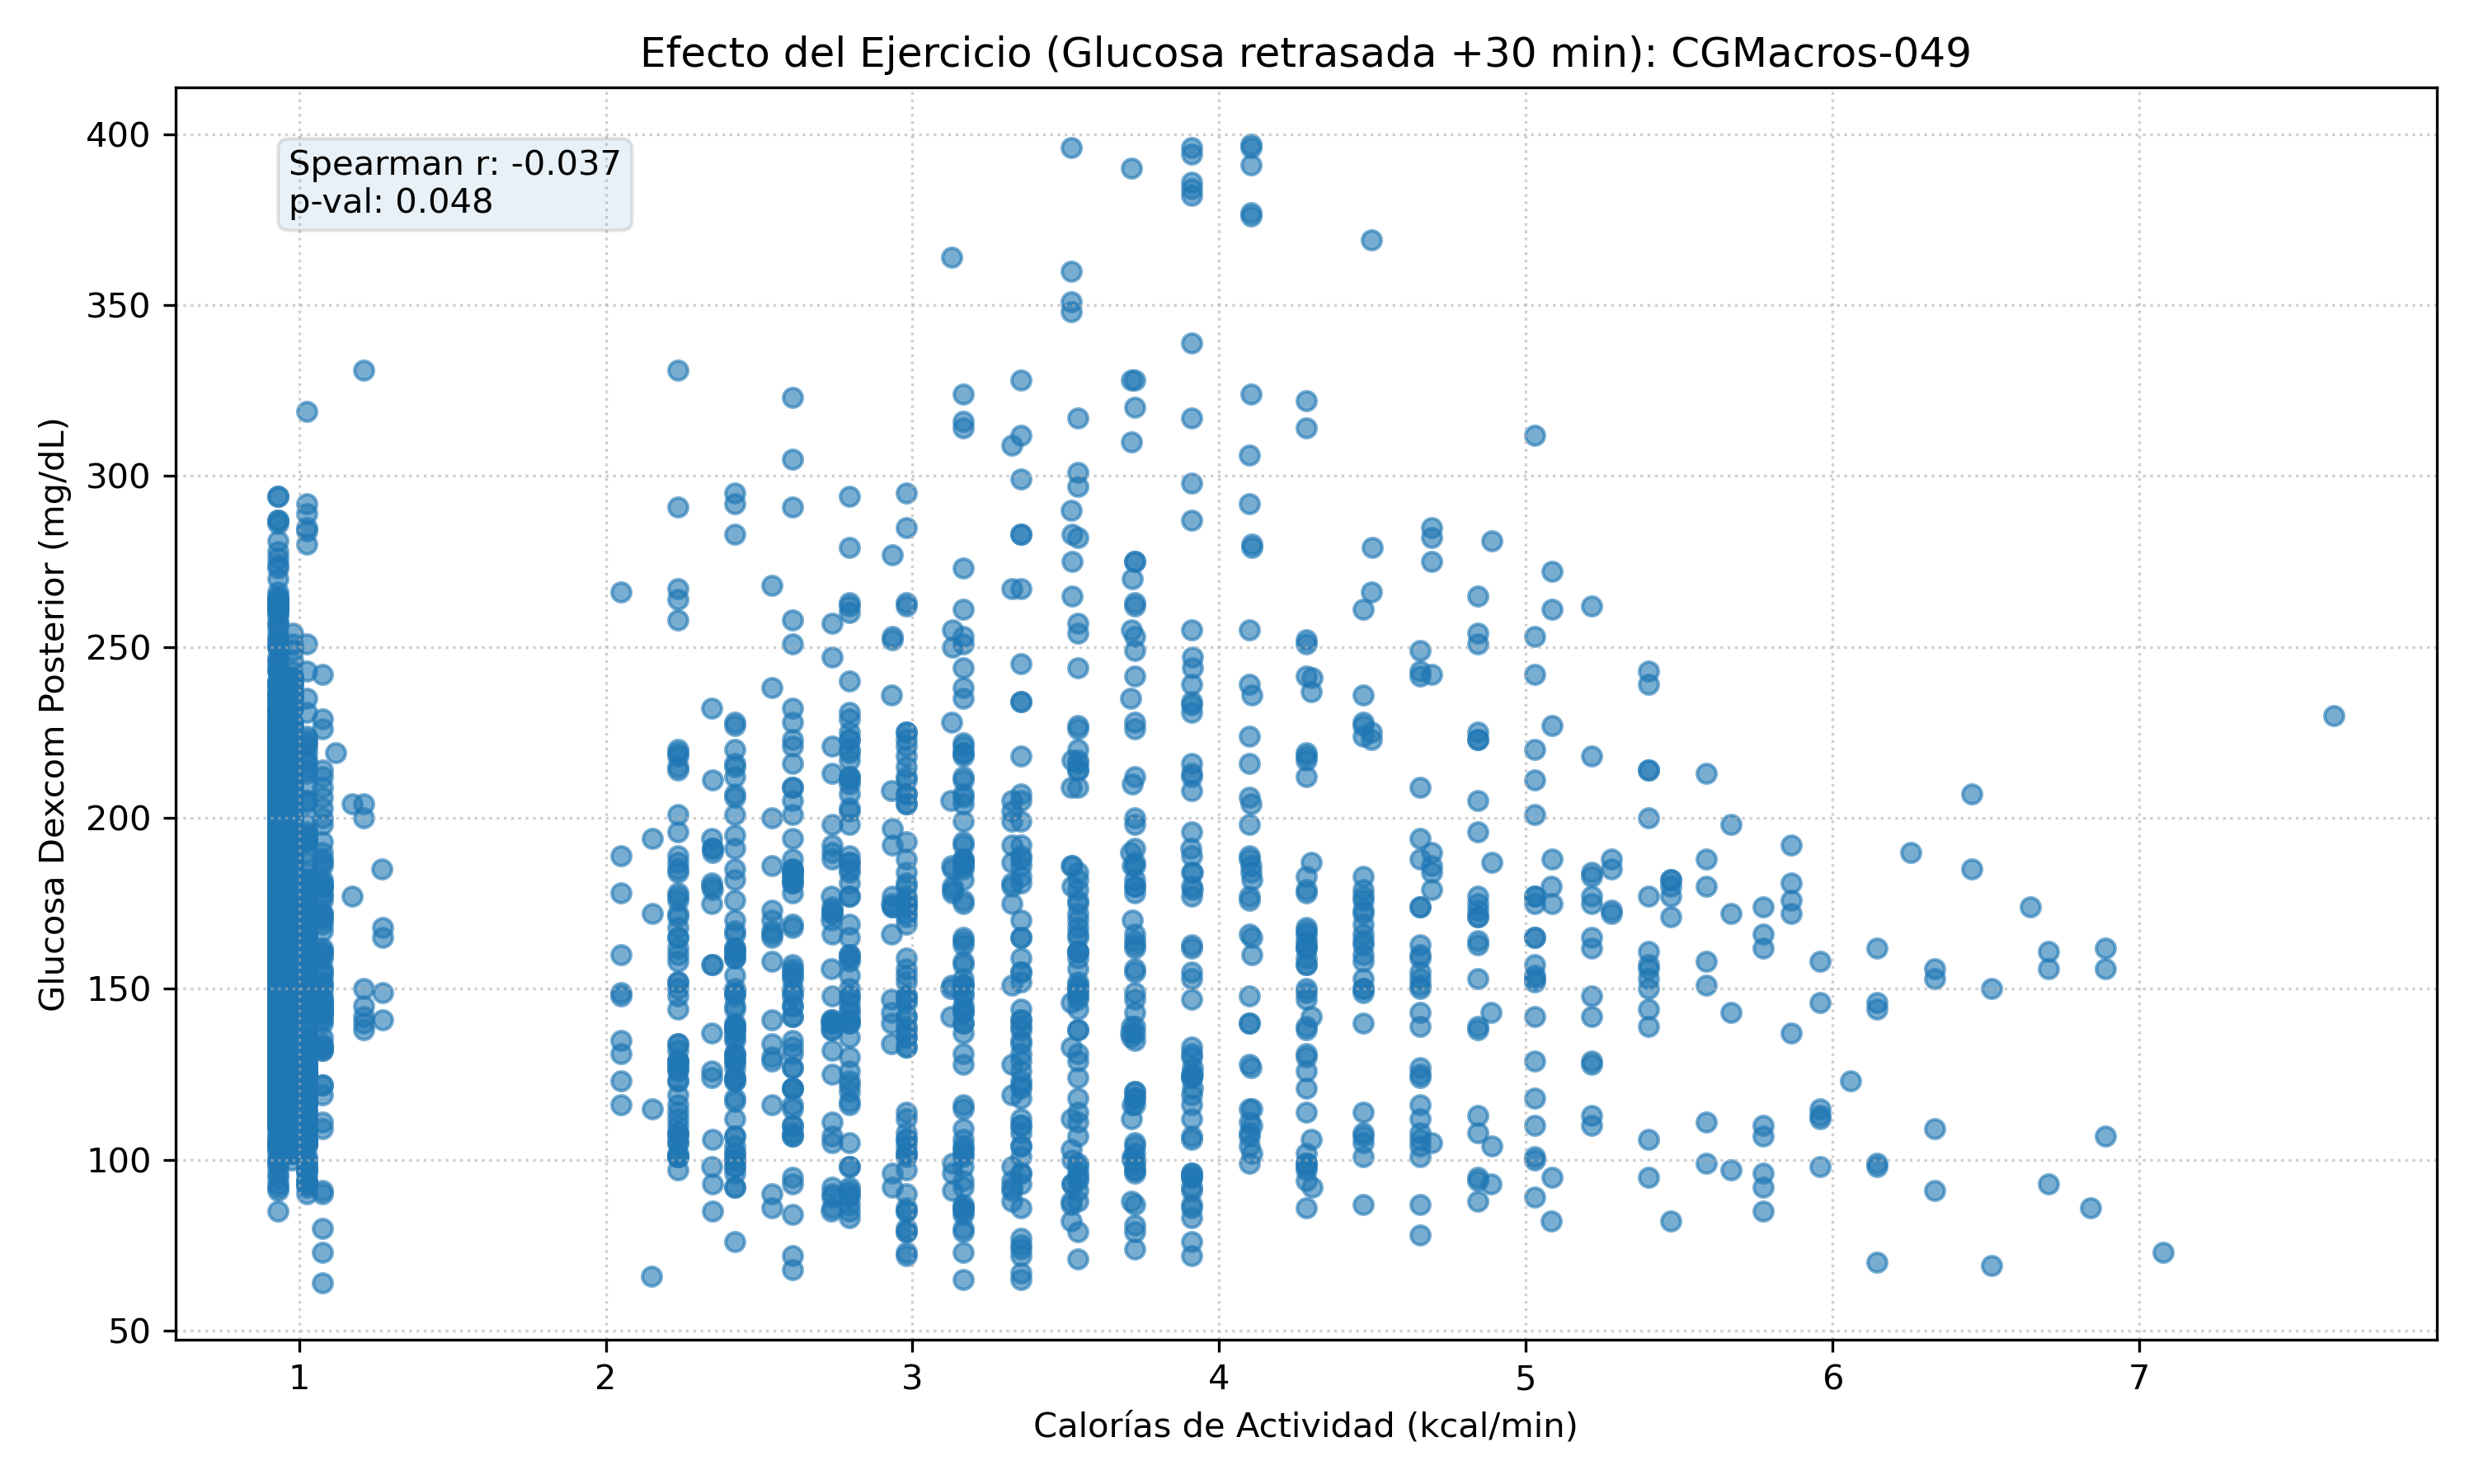 Efecto del Ejercicio (Glucosa retrasada +30 min): CGMacros-049
Spearman r: -0.037
p-val: 0.048
Glucosa Dexcom Posterior (mg/dL)
400
350
300
250
200
150
100
50
1 2 3 4 5 6 7
Calorías de Actividad (kcal/min)